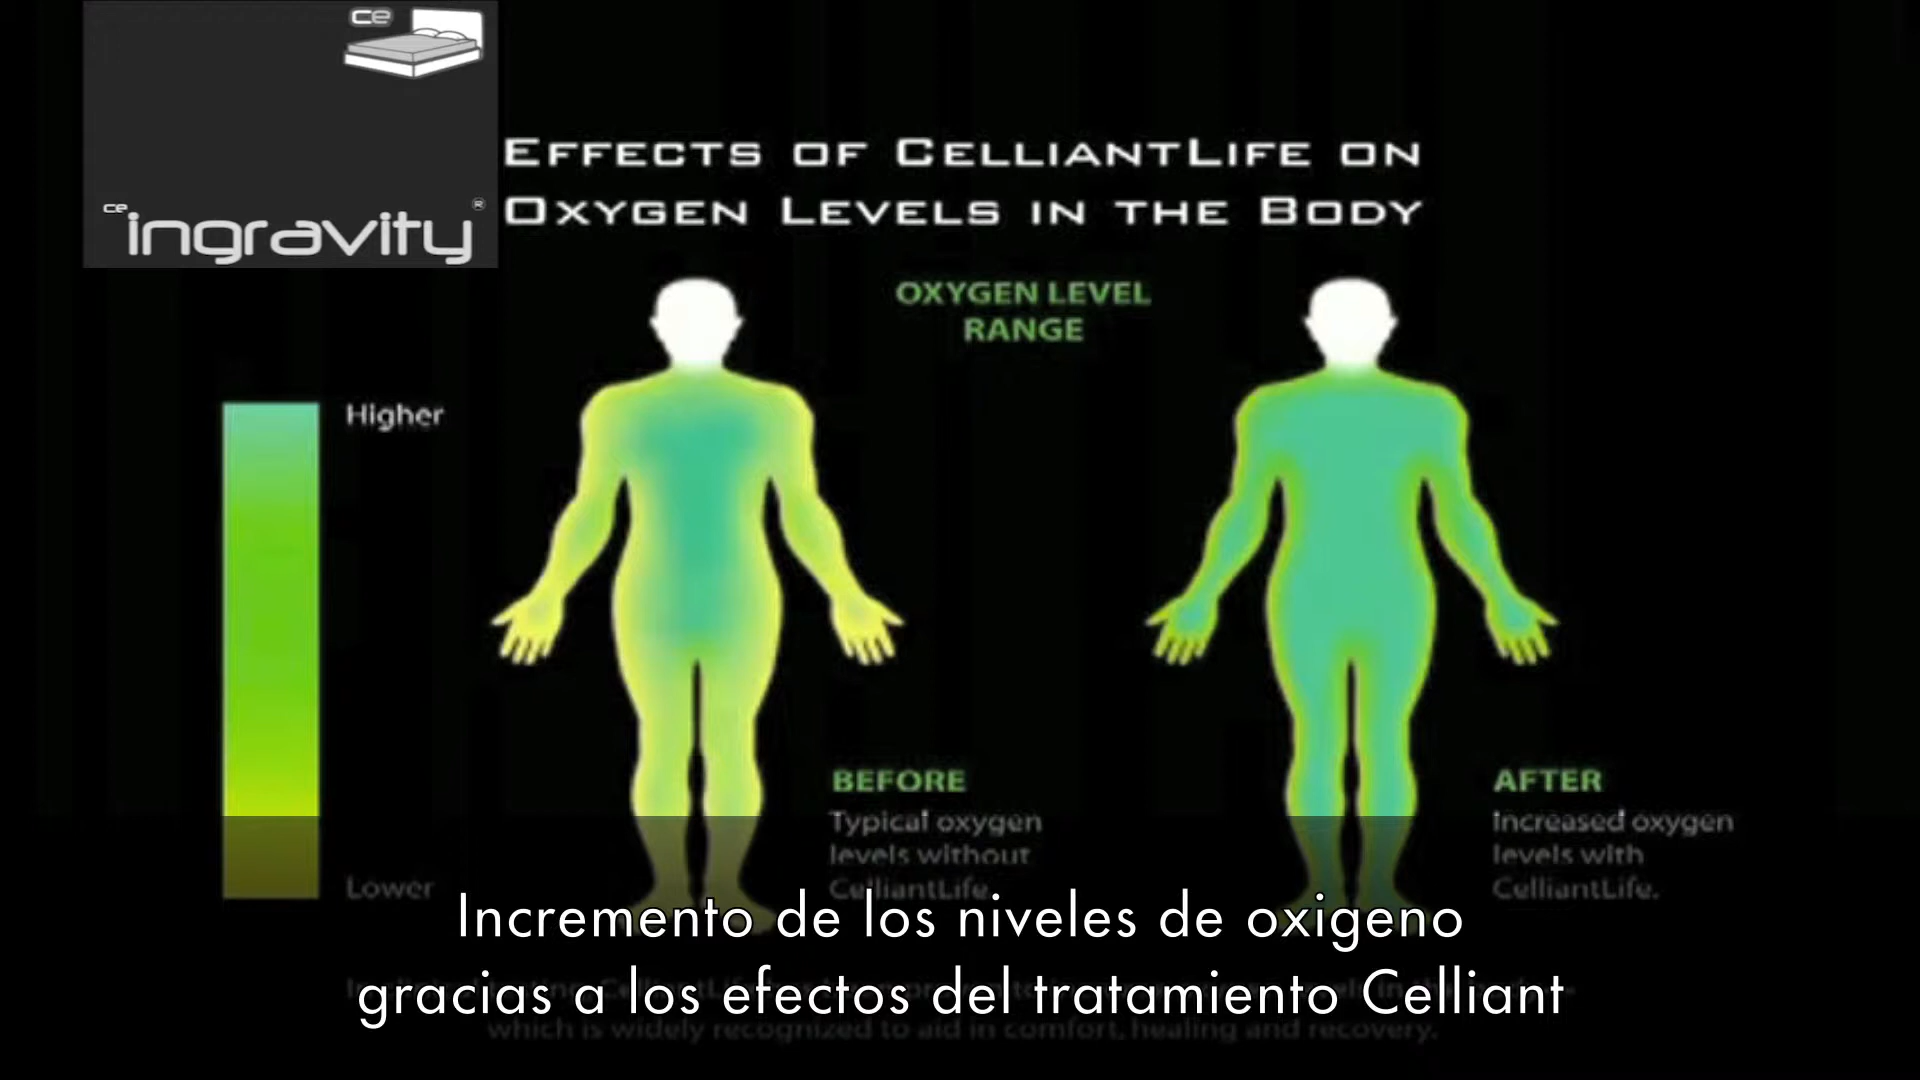 ce
ce ingravity®
EFFECTS OF CELLIANTLIFE ON
OXYGEN LEVELS IN THE BODY
OXYGEN LEVEL
RANGE
Higher
Lower
BEFORE
Typical oxygen
levels without
CelliantLife.
AFTER
Increased oxygen
levels with
CelliantLife.
Incremento de los niveles de oxigeno
gracias a los efectos del tratamiento Celliant
which is widely recognized to aid in comfort, healing and recovery.